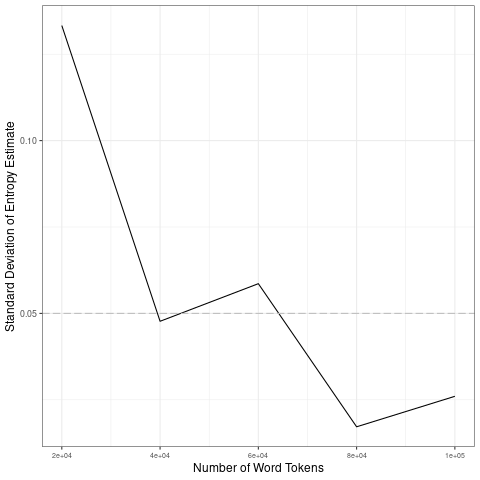 Standard Deviation of Entropy Estimate
0.10
0.05
2e+04 4e+04 6e+04 8e+04 1e+05
Number of Word Tokens